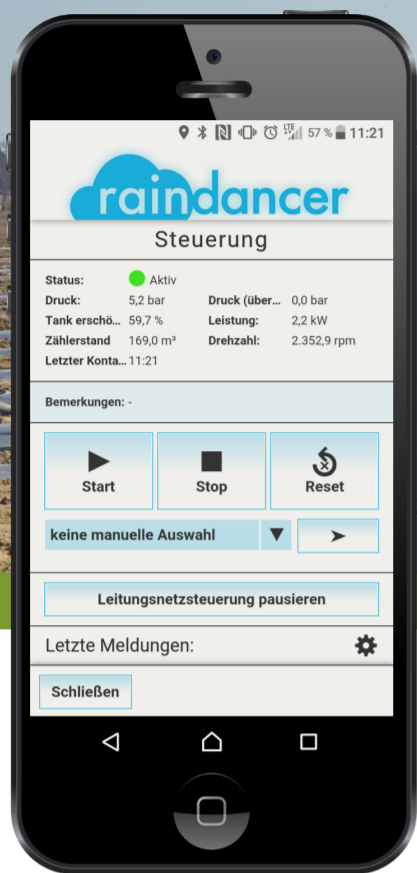 LTE 57 % 11:21
raindancer
Steuerung
Status: Aktiv
Druck: 5,2 bar Druck (über... 0,0 bar
Tank erschö... 59,7 % Leistung: 2,2 kW
Zählerstand 169,0 m³ Drehzahl: 2.352,9 rpm
Letzter Konta... 11:21
Bemerkungen: -
Start Stop Reset
keine manuelle Auswahl
Leitungsnetzsteuerung pausieren
Letzte Meldungen:
Schließen